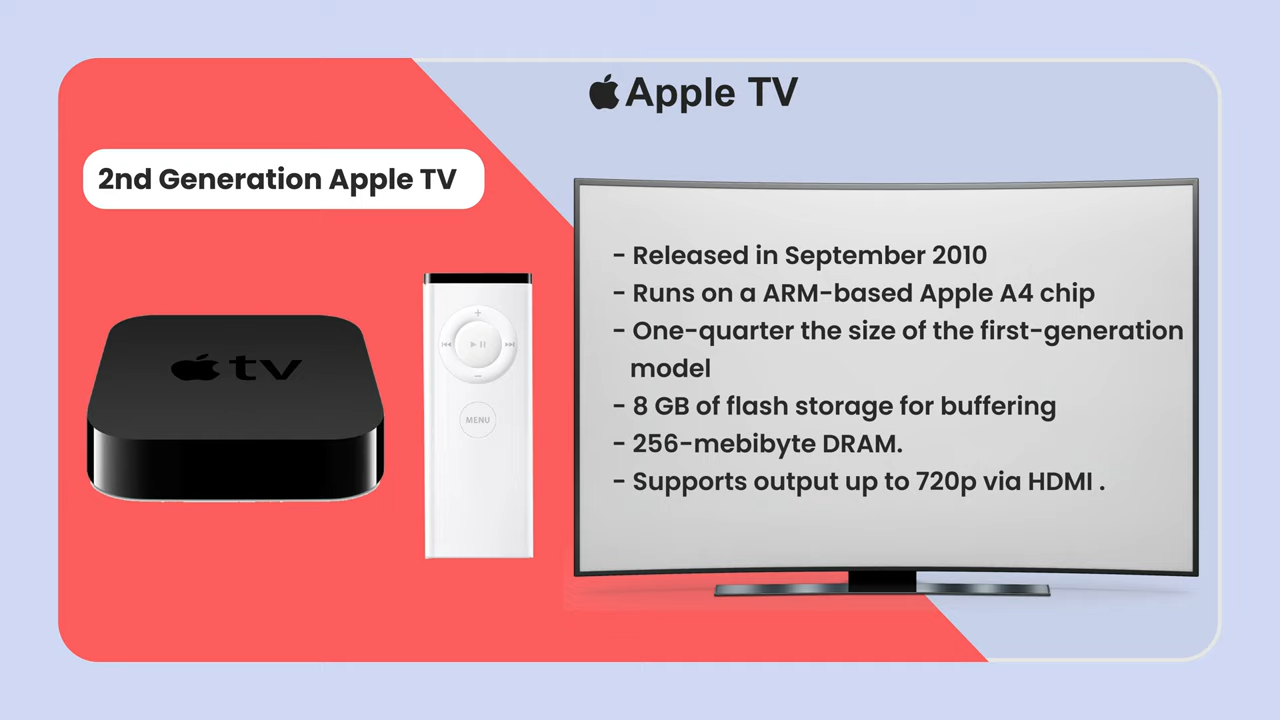 Apple TV
2nd Generation Apple TV
tv
MENU
- Released in September 2010
- Runs on a ARM-based Apple A4 chip
- One-quarter the size of the first-generation
model
- 8 GB of flash storage for buffering
- 256-mebibyte DRAM.
- Supports output up to 720p via HDMI .